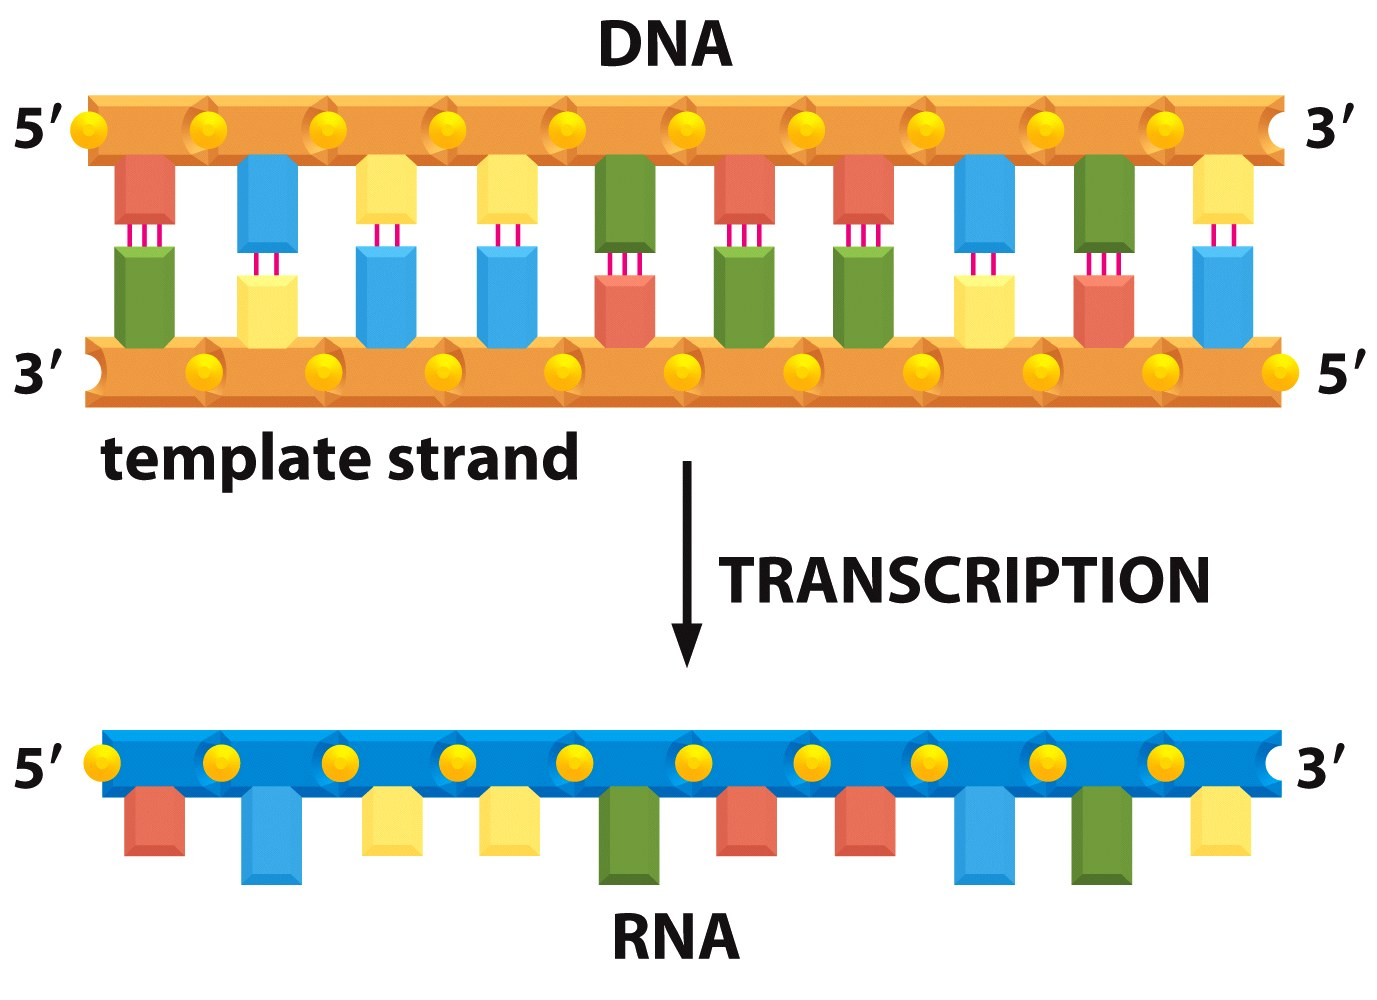 DNA
5′ 3′
3′ 5′
template strand
TRANSCRIPTION
5′ 3′
RNA